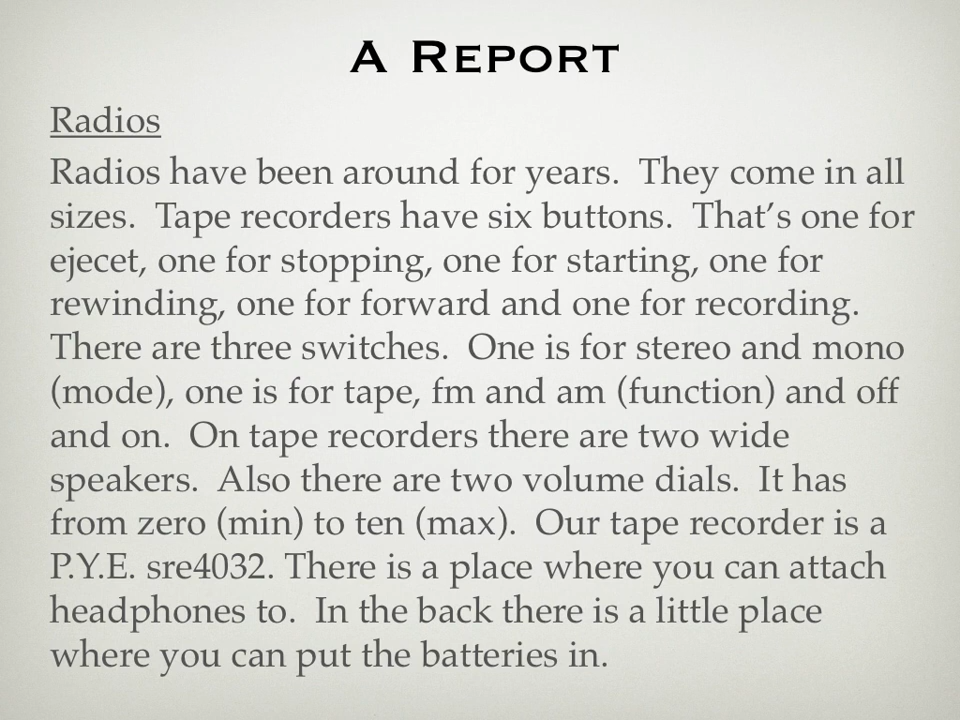 A Report
Radios
Radios have been around for years.  They come in all
sizes.  Tape recorders have six buttons.  That’s one for
ejecet, one for stopping, one for starting, one for
rewinding, one for forward and one for recording.
There are three switches.  One is for stereo and mono
(mode), one is for tape, fm and am (function) and off
and on.  On tape recorders there are two wide
speakers.  Also there are two volume dials.  It has
from zero (min) to ten (max).  Our tape recorder is a
P.Y.E. sre4032. There is a place where you can attach
headphones to.  In the back there is a little place
where you can put the batteries in.